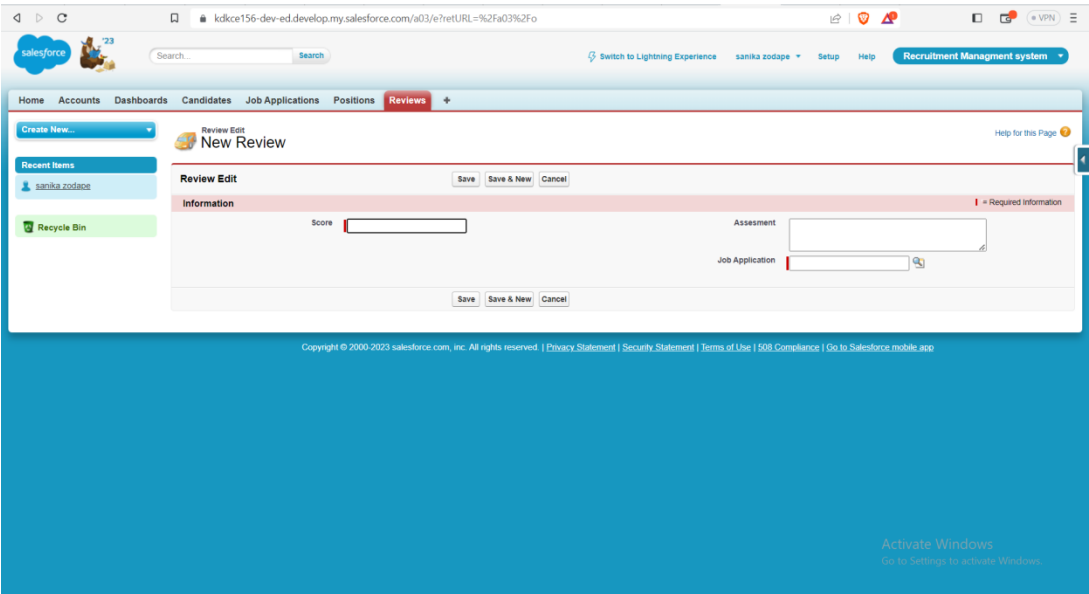 kdkce156-dev-ed.develop.my.salesforce.com/a03/e?retURL=%2Fa03%2Fo
VPN
salesforce '23
Search... Search
Switch to Lightning Experience sanika zodape Setup Help Recruitment Managment system
Home Accounts Dashboards Candidates Job Applications Positions Reviews +
Create New...
Review Edit
New Review
Help for this Page ?
Recent Items
sanika zodape
Recycle Bin
Review Edit Save Save & New Cancel
Information = Required Information
Score Assesment
Job Application
Save Save & New Cancel
Copyright © 2000-2023 salesforce.com, inc. All rights reserved. | Privacy Statement | Security Statement | Terms of Use | 508 Compliance | Go to Salesforce mobile app
Activate Windows
Go to Settings to activate Windows.